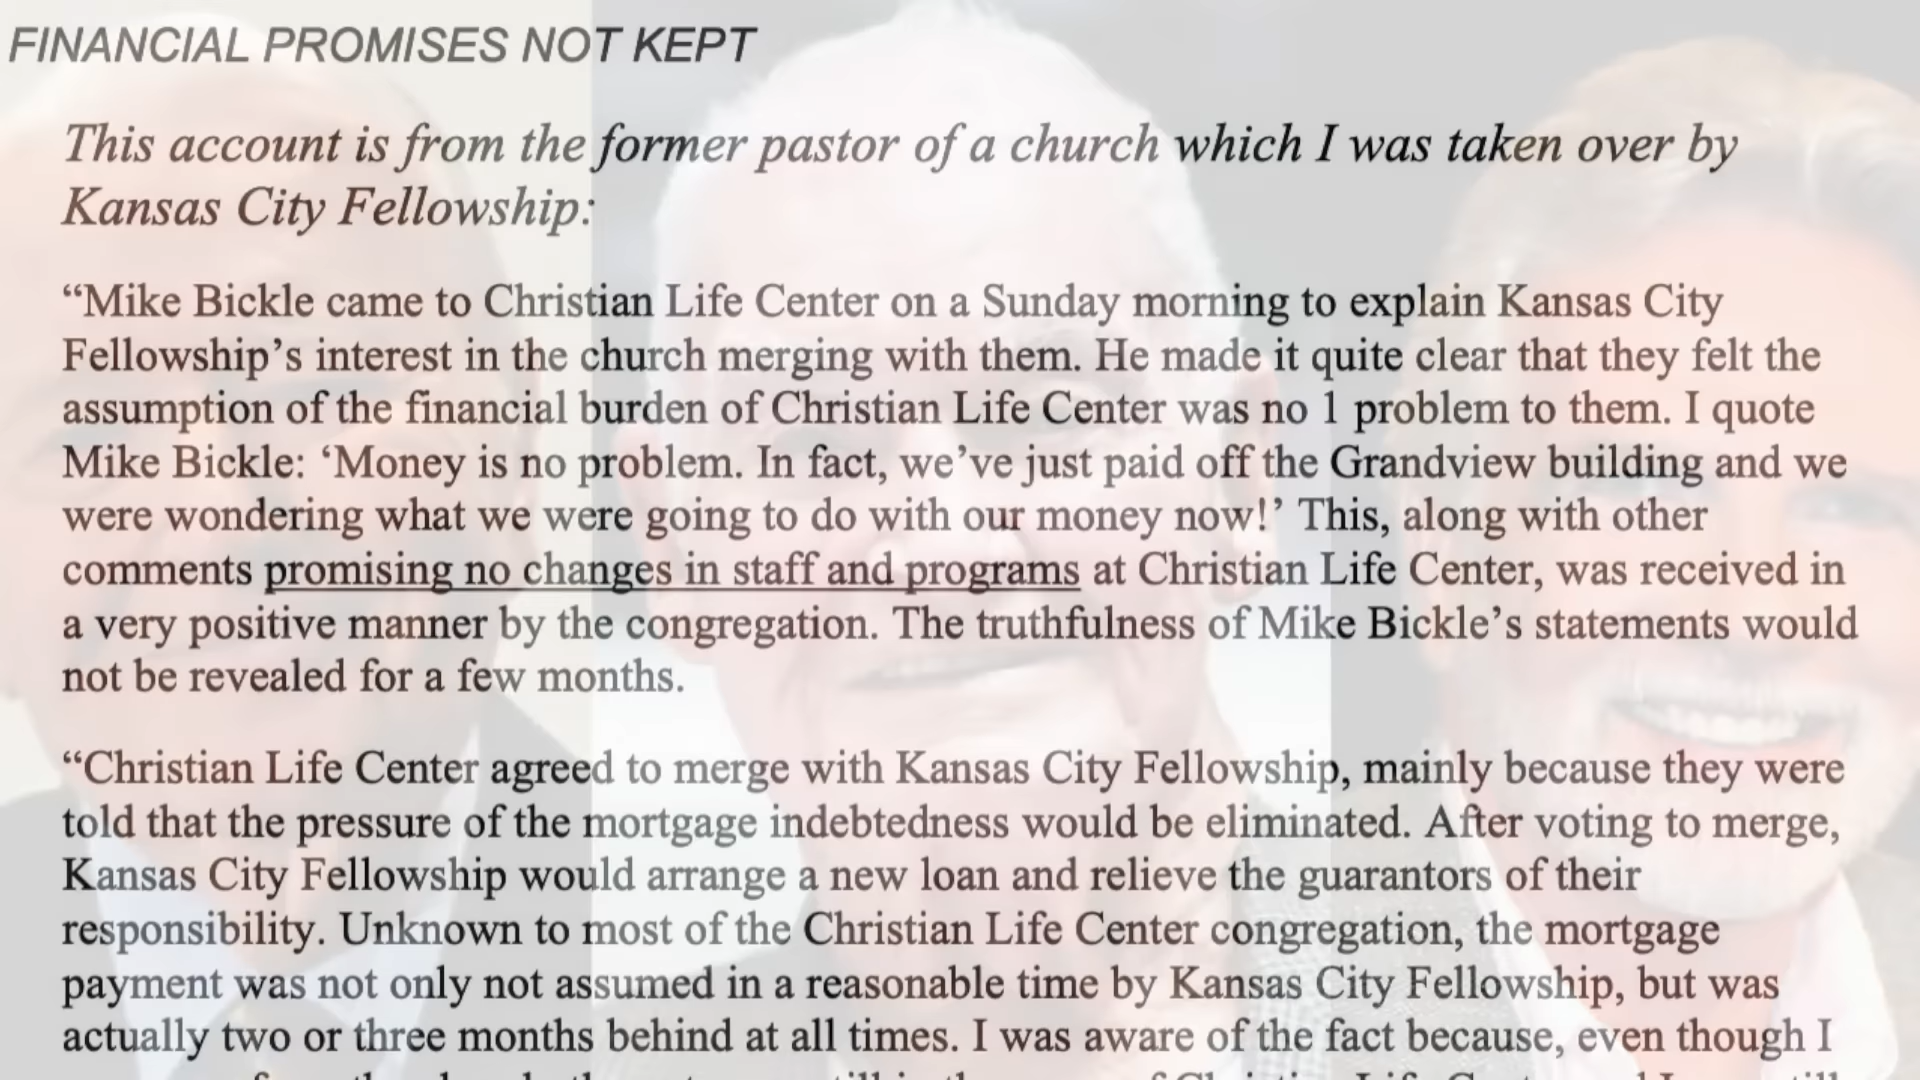 FINANCIAL PROMISES NOT KEPT
This account is from the former pastor of a church which I was taken over by
Kansas City Fellowship:
“Mike Bickle came to Christian Life Center on a Sunday morning to explain Kansas City
Fellowship’s interest in the church merging with them. He made it quite clear that they felt the
assumption of the financial burden of Christian Life Center was no 1 problem to them. I quote
Mike Bickle: ‘Money is no problem. In fact, we’ve just paid off the Grandview building and we
were wondering what we were going to do with our money now!’ This, along with other
comments promising no changes in staff and programs at Christian Life Center, was received in
a very positive manner by the congregation. The truthfulness of Mike Bickle’s statements would
not be revealed for a few months.
“Christian Life Center agreed to merge with Kansas City Fellowship, mainly because they were
told that the pressure of the mortgage indebtedness would be eliminated. After voting to merge,
Kansas City Fellowship would arrange a new loan and relieve the guarantors of their
responsibility. Unknown to most of the Christian Life Center congregation, the mortgage
payment was not only not assumed in a reasonable time by Kansas City Fellowship, but was
actually two or three months behind at all times. I was aware of the fact because, even though I